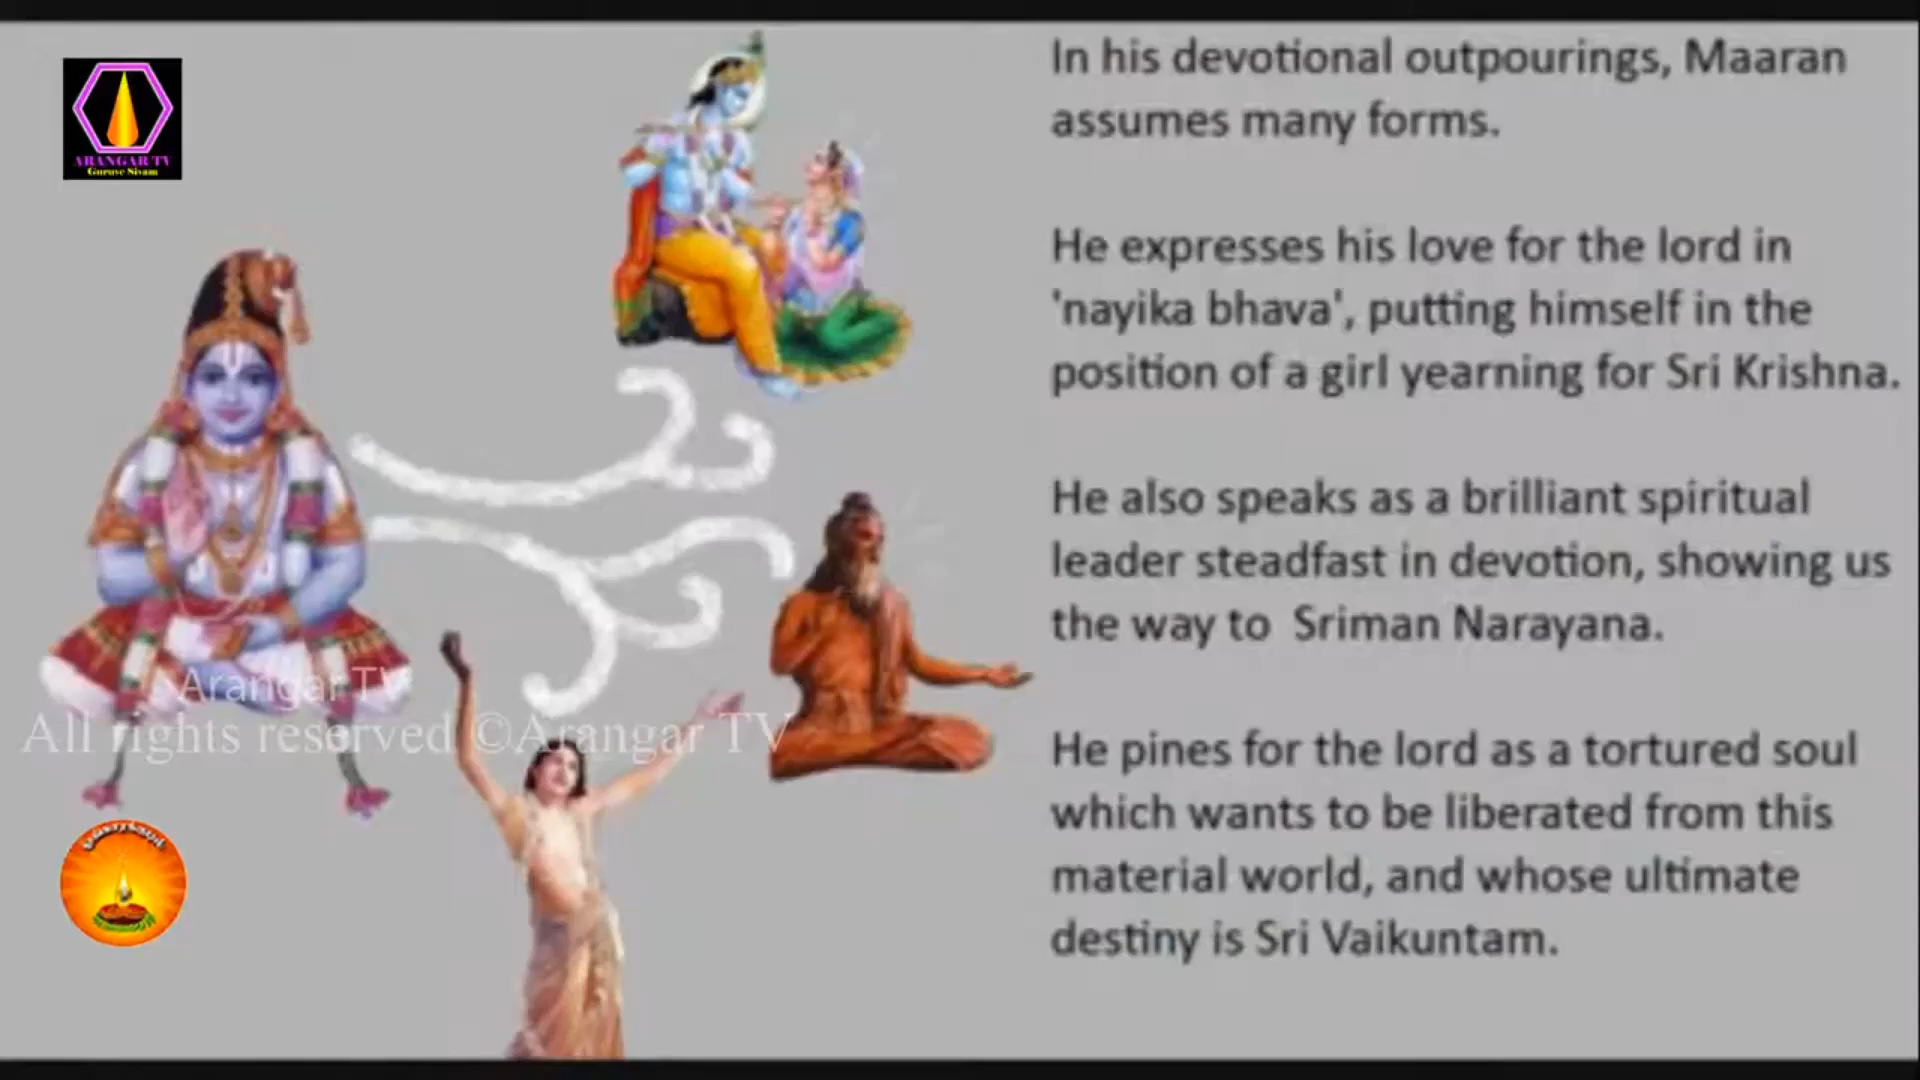 ARANGAR TV
Guruve Sivam
In his devotional outpourings, Maaran
assumes many forms.
He expresses his love for the lord in
'nayika bhava', putting himself in the
position of a girl yearning for Sri Krishna.
He also speaks as a brilliant spiritual
leader steadfast in devotion, showing us
the way to Sriman Narayana.
He pines for the lord as a tortured soul
which wants to be liberated from this
material world, and whose ultimate
destiny is Sri Vaikuntam.
Arangar TV
All rights reserved ©Arangar TV